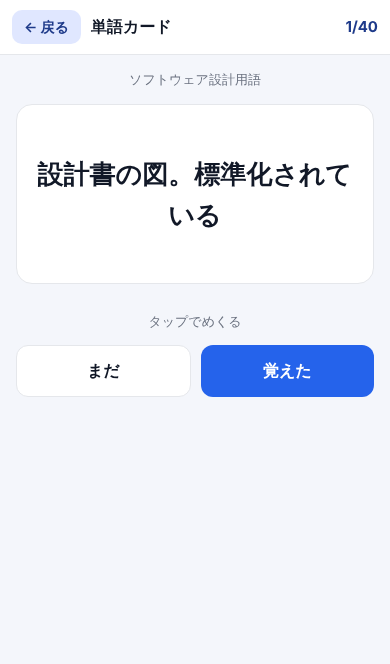 ← 戻る 単語カード 1/40
ソフトウェア設計用語
設計書の図。標準化されて
いる
タップでめくる
まだ 覚えた